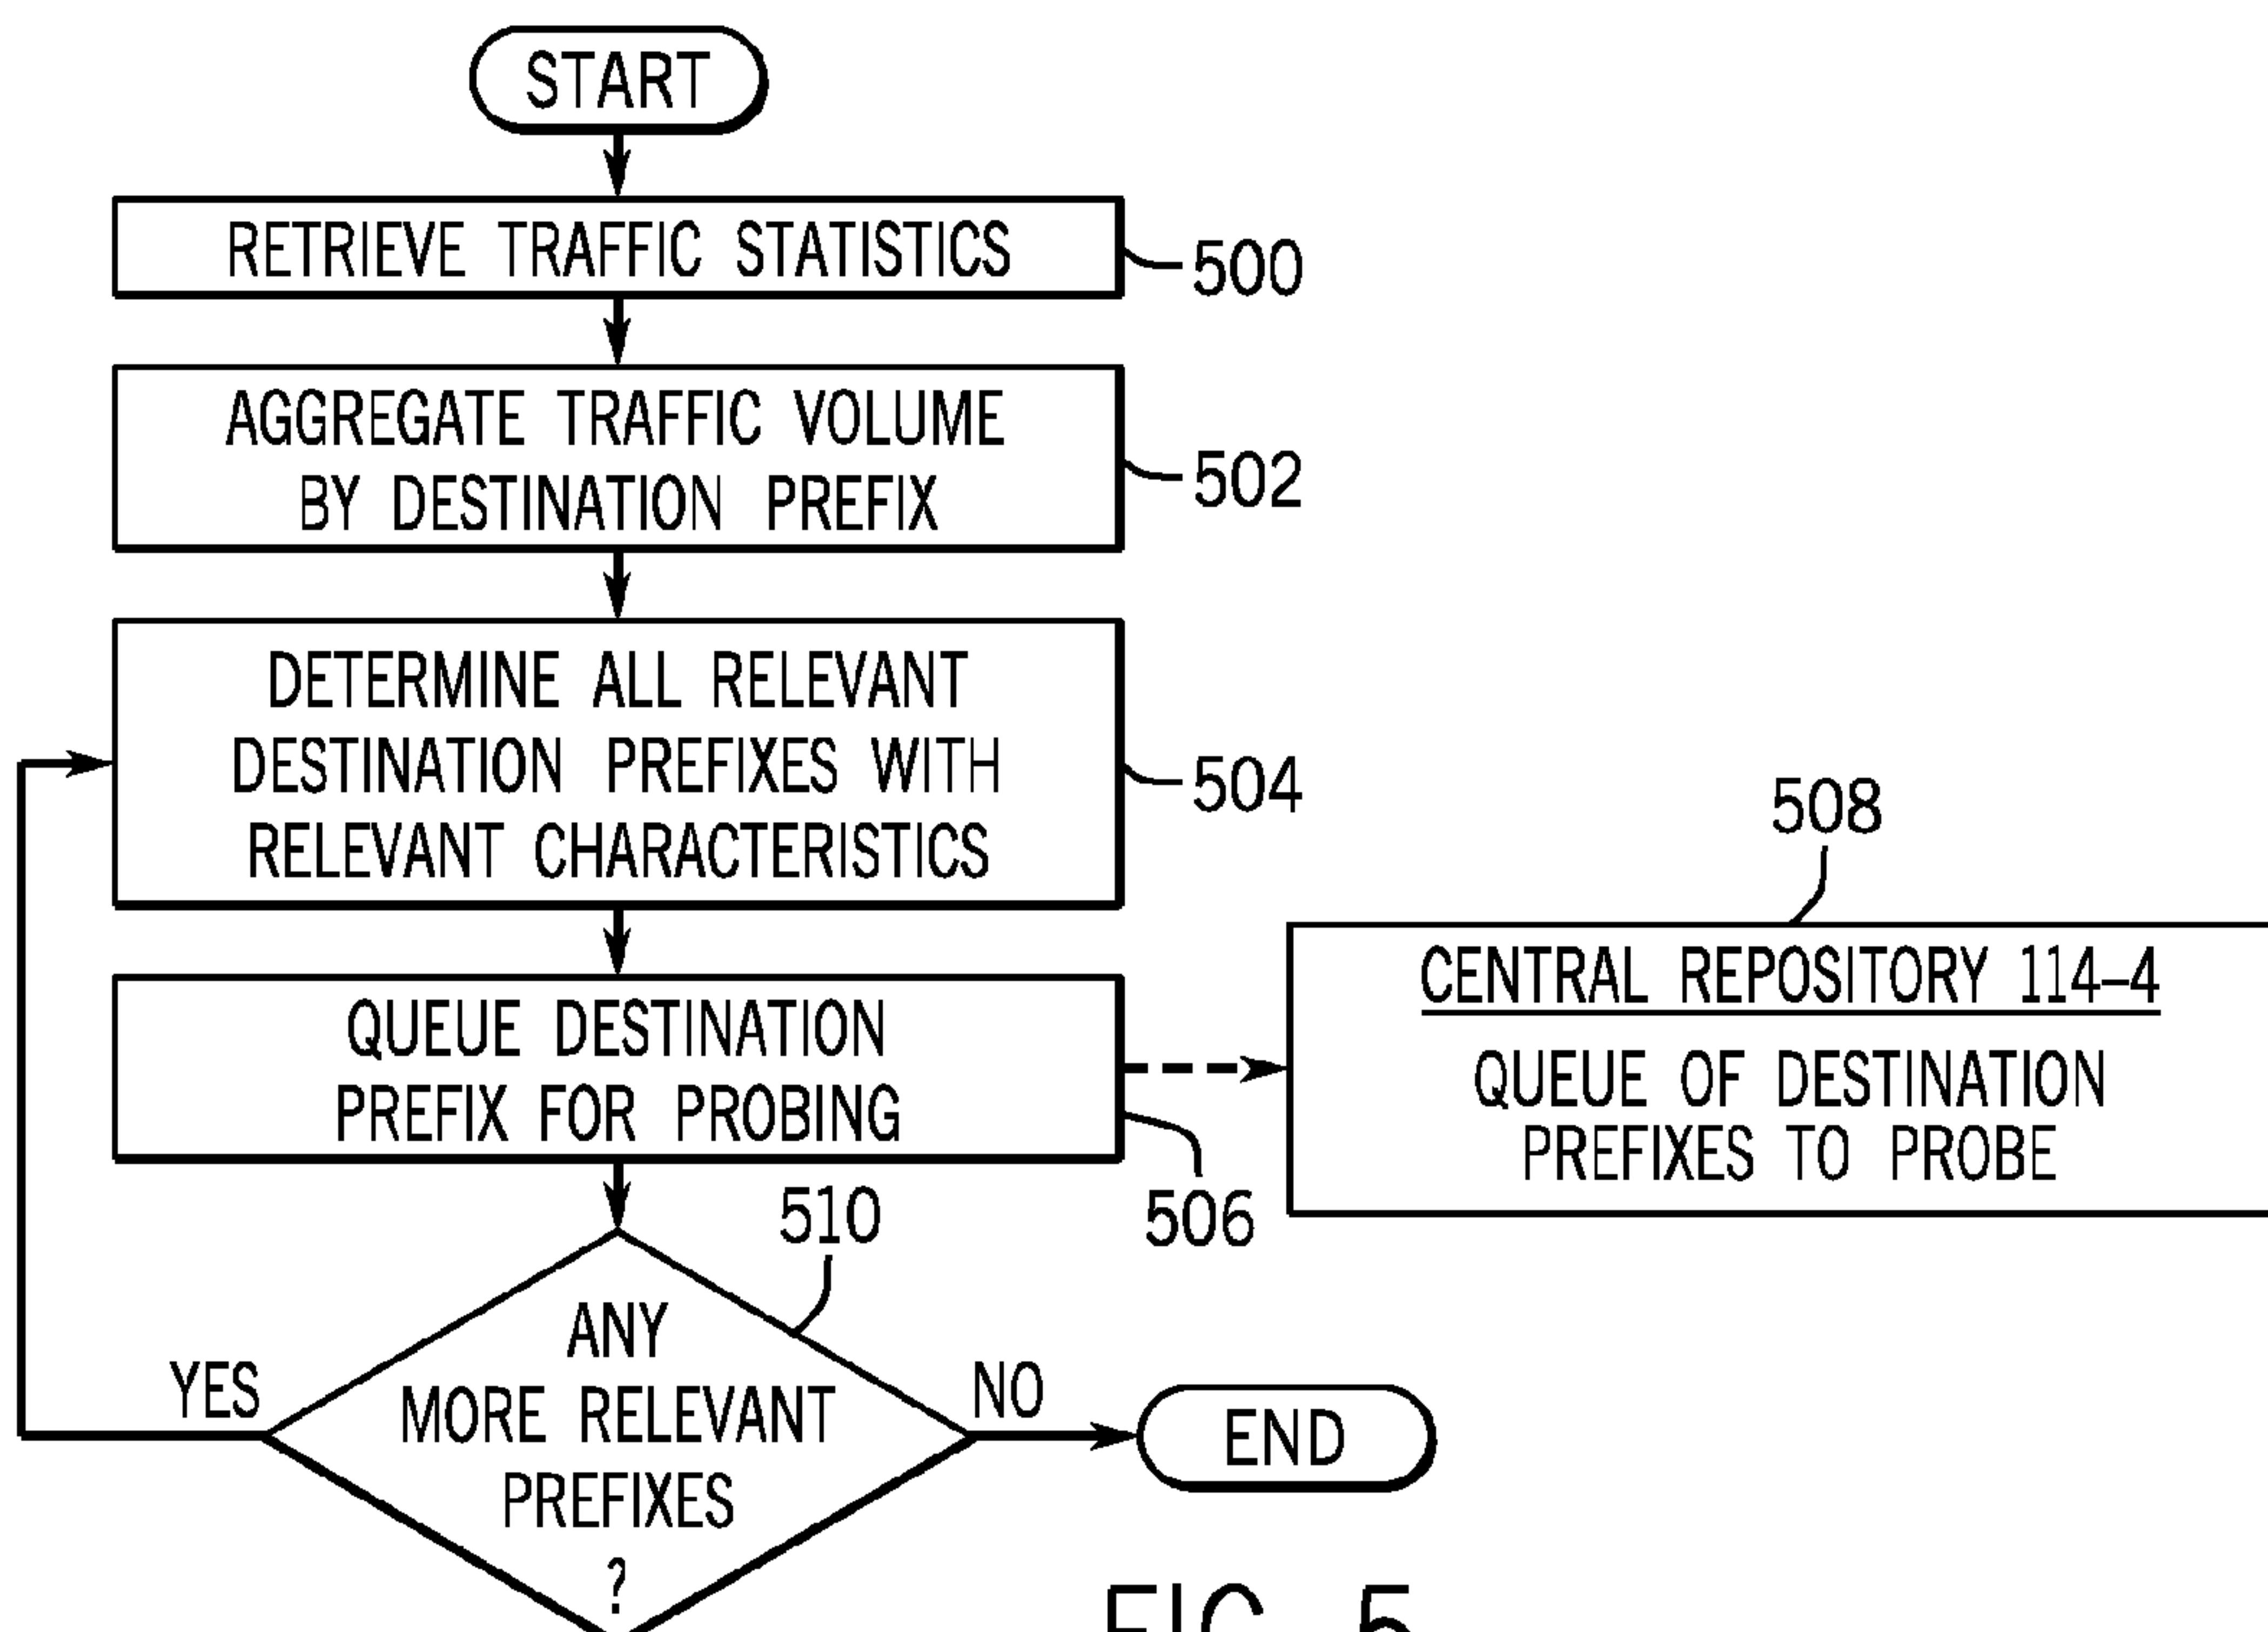 START
RETRIEVE TRAFFIC STATISTICS
500
AGGREGATE TRAFFIC VOLUME
BY DESTINATION PREFIX
502
DETERMINE ALL RELEVANT
DESTINATION PREFIXES WITH
RELEVANT CHARACTERISTICS
504
508
CENTRAL REPOSITORY 114–4
QUEUE OF DESTINATION
PREFIXES TO PROBE
QUEUE DESTINATION
PREFIX FOR PROBING
506
510
ANY
MORE RELEVANT
PREFIXES
?
YES
NO
END
FIG. 5